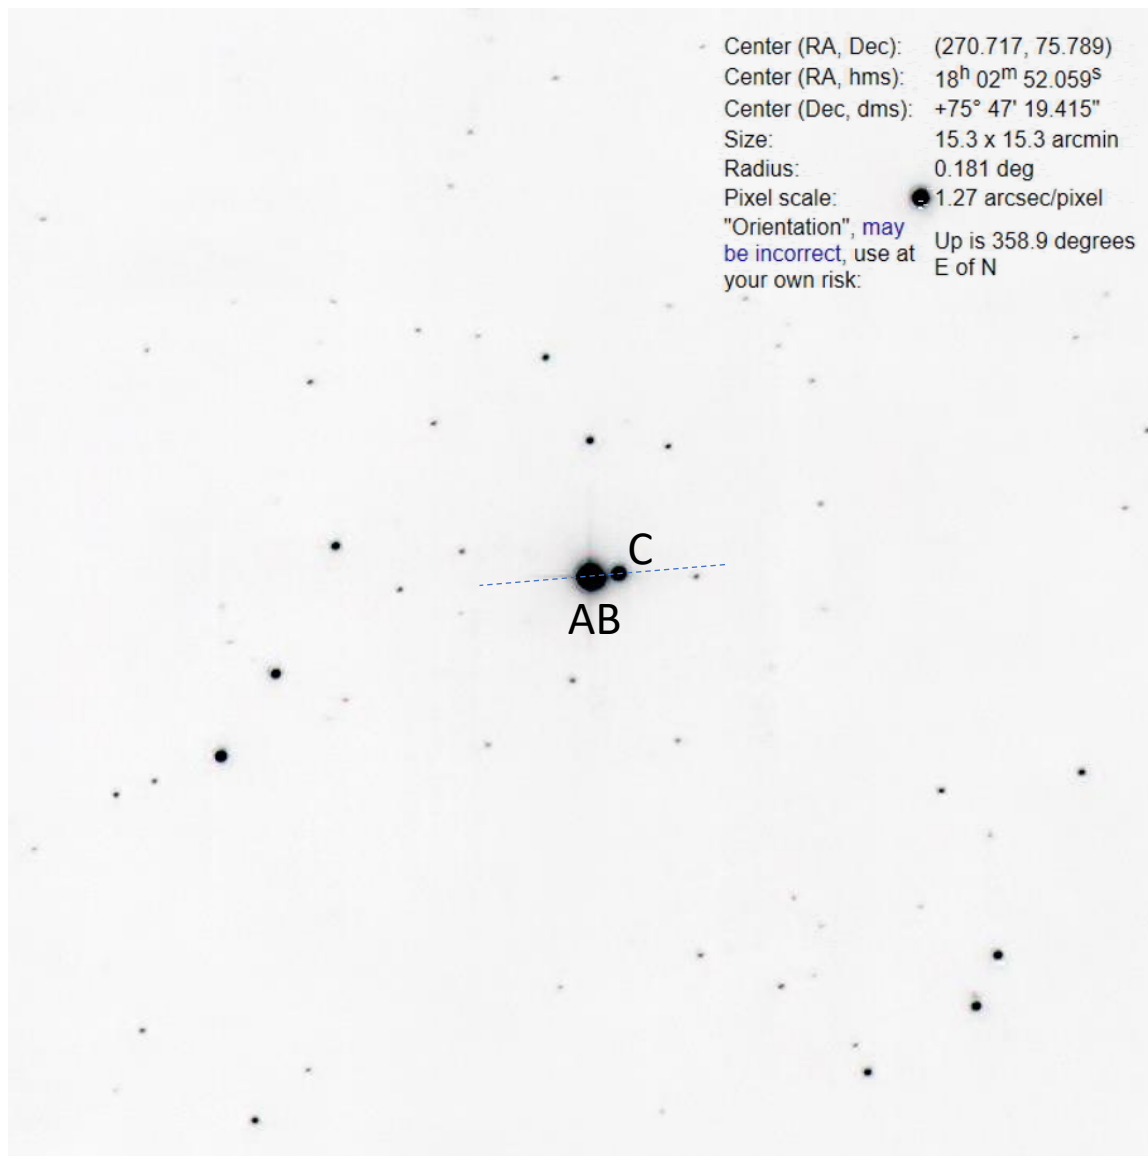 Center (RA, Dec): (270.717, 75.789)
Center (RA, hms): 18h 02m 52.059s
Center (Dec, dms): +75° 47' 19.415"
Size: 15.3 x 15.3 arcmin
Radius: 0.181 deg
Pixel scale: 1.27 arcsec/pixel
"Orientation", may be incorrect, use at your own risk: Up is 358.9 degrees E of N
C
AB